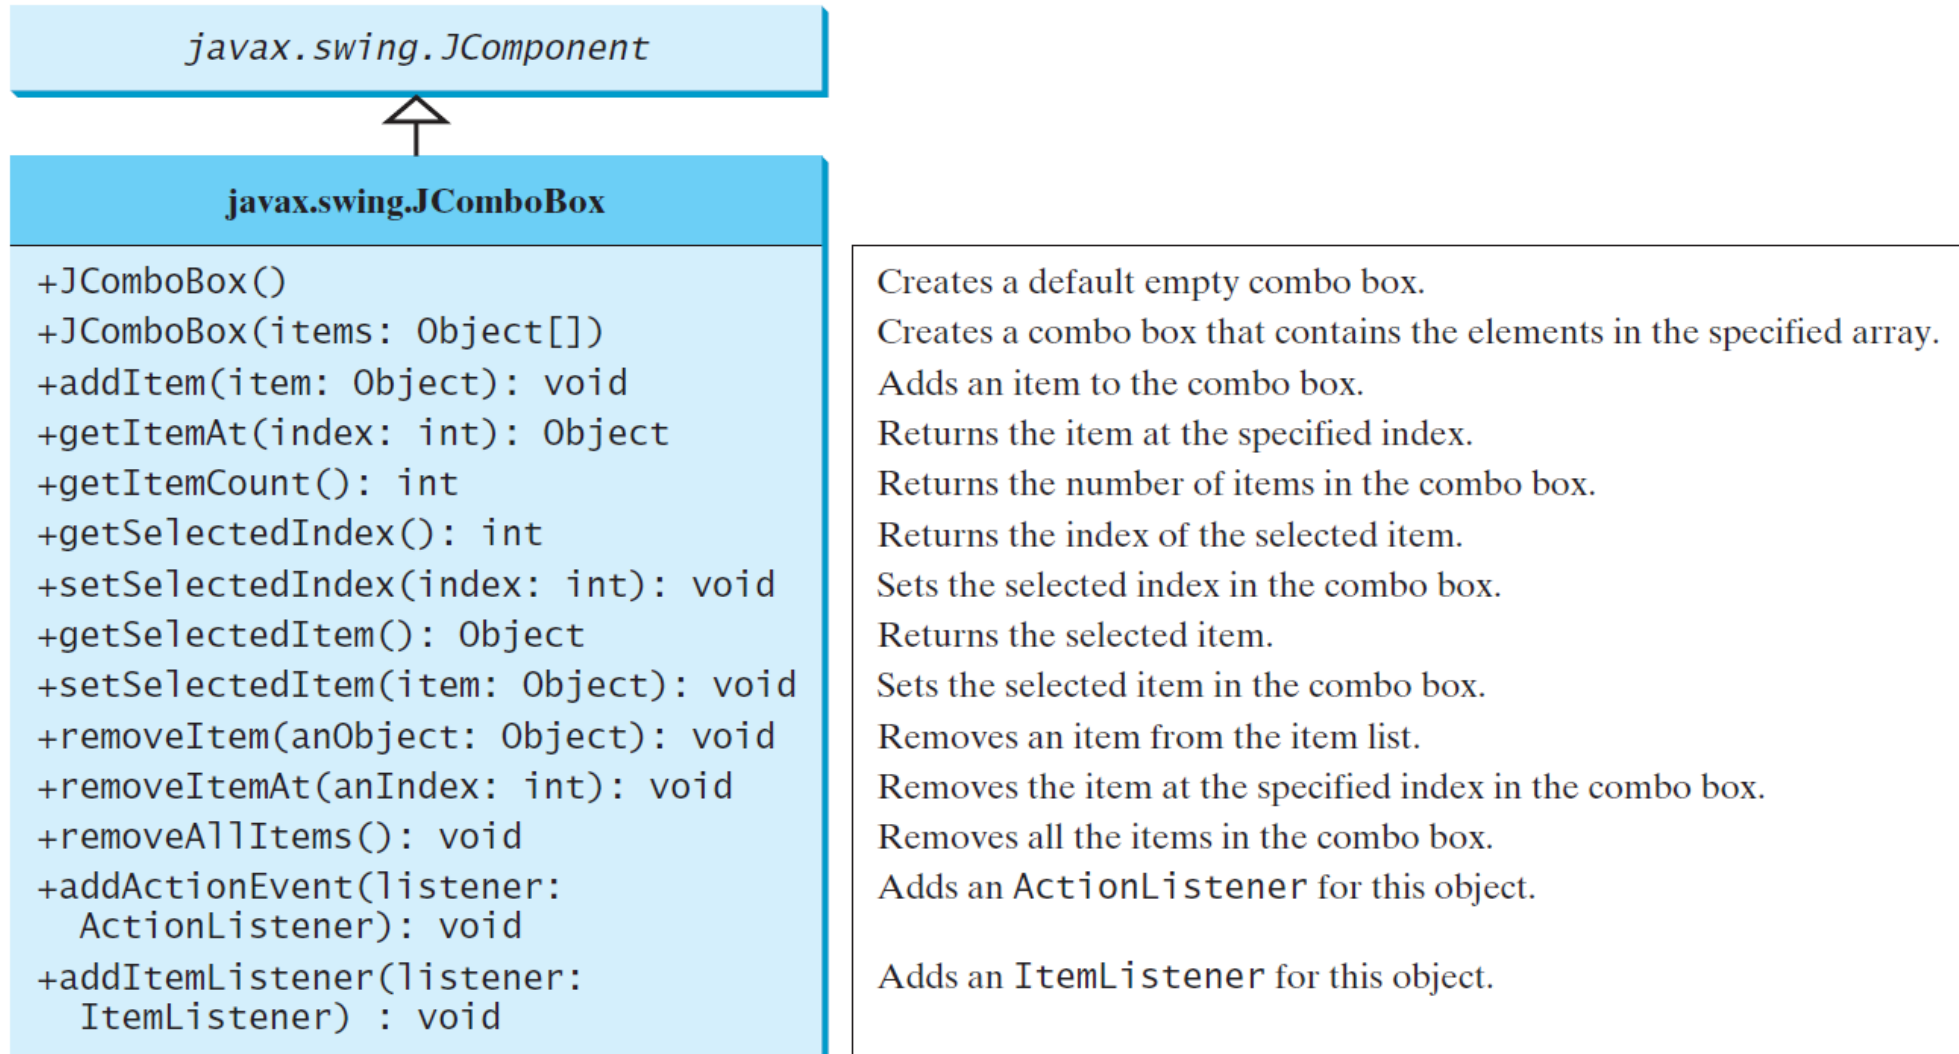 javax.swing.JComponent
javax.swing.JComboBox
+JComboBox()
Creates a default empty combo box.
+JComboBox(items: Object[])
Creates a combo box that contains the elements in the specified array.
+addItem(item: Object): void
Adds an item to the combo box.
+getItemAt(index: int): Object
Returns the item at the specified index.
+getItemCount(): int
Returns the number of items in the combo box.
+getSelectedIndex(): int
Returns the index of the selected item.
+setSelectedIndex(index: int): void
Sets the selected index in the combo box.
+getSelectedItem(): Object
Returns the selected item.
+setSelectedItem(item: Object): void
Sets the selected item in the combo box.
+removeItem(anObject: Object): void
Removes an item from the item list.
+removeItemAt(anIndex: int): void
Removes the item at the specified index in the combo box.
+removeAllItems(): void
Removes all the items in the combo box.
+addActionEvent(listener:
ActionListener): void
Adds an ActionListener for this object.
+addItemListener(listener:
ItemListener) : void
Adds an ItemListener for this object.